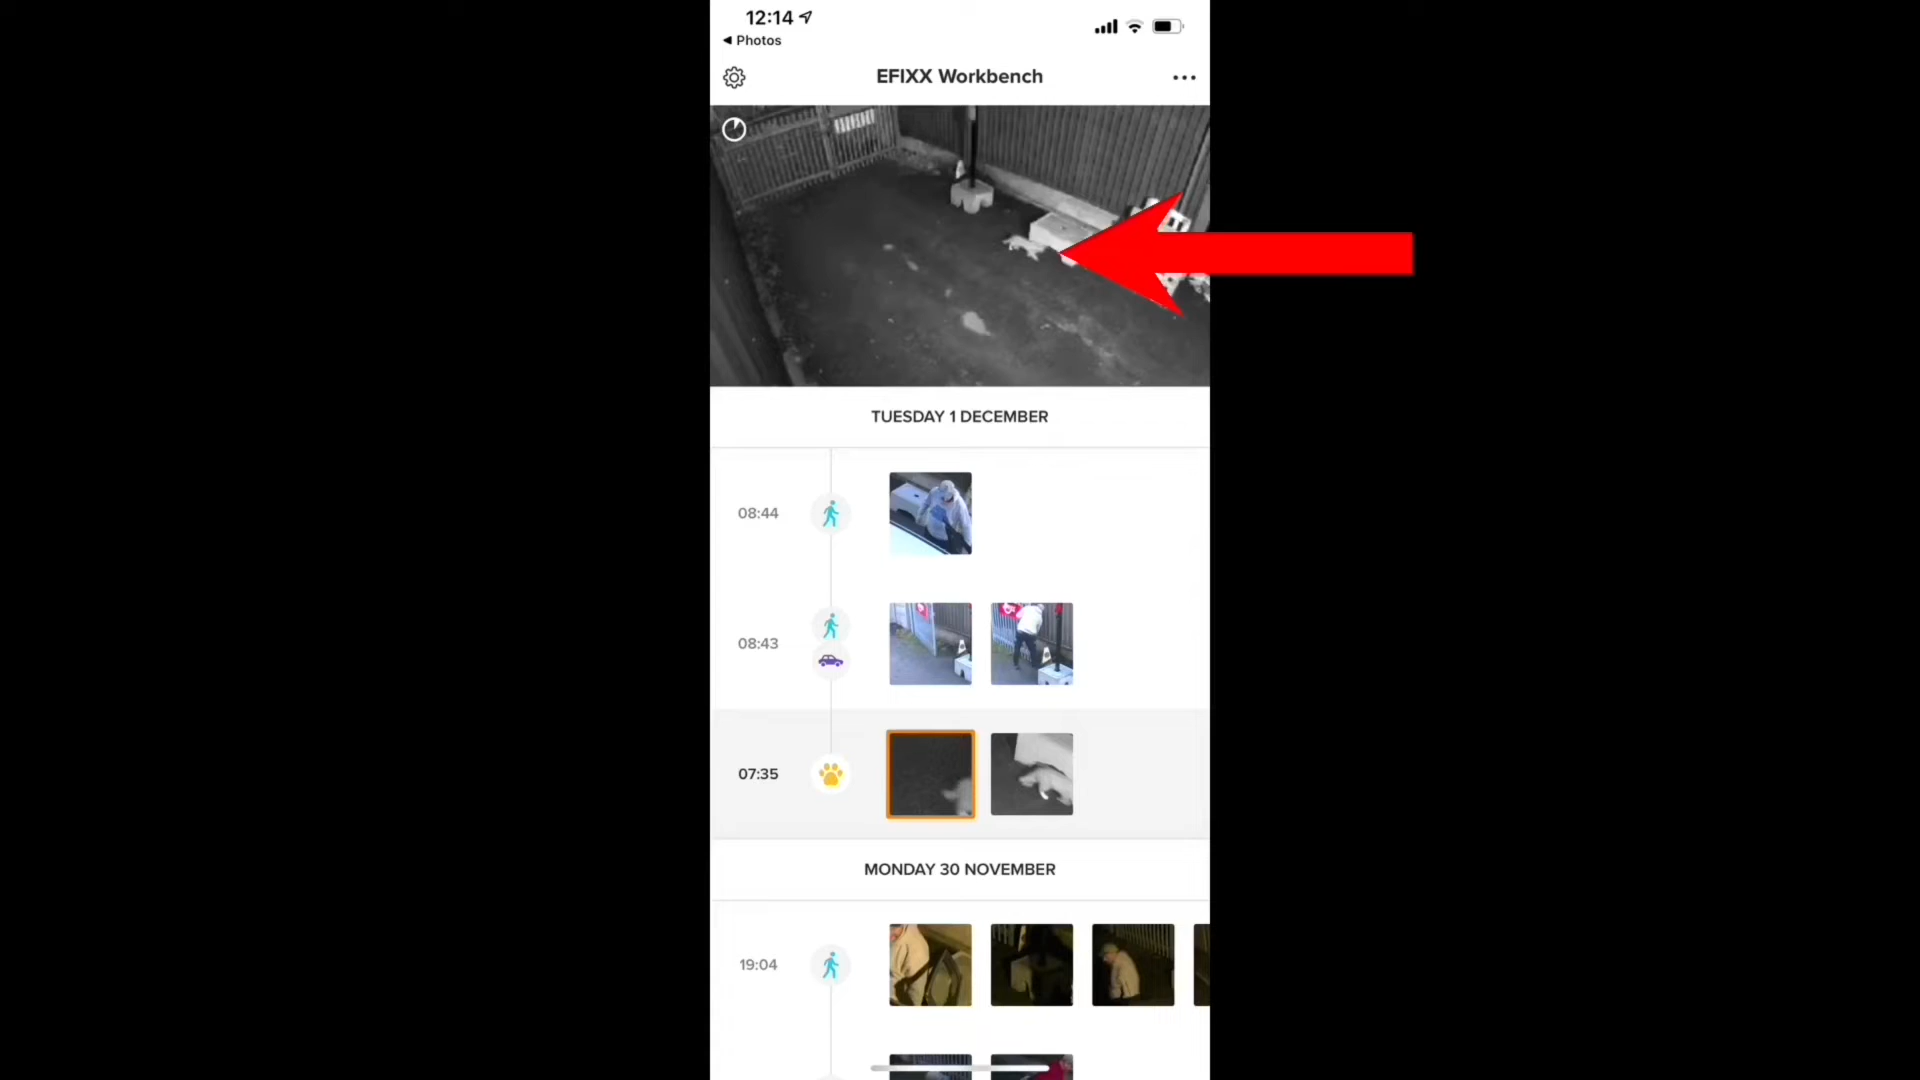 12:14
Photos
EFIXX Workbench
TUESDAY 1 DECEMBER
08:44
08:43
07:35
MONDAY 30 NOVEMBER
19:04